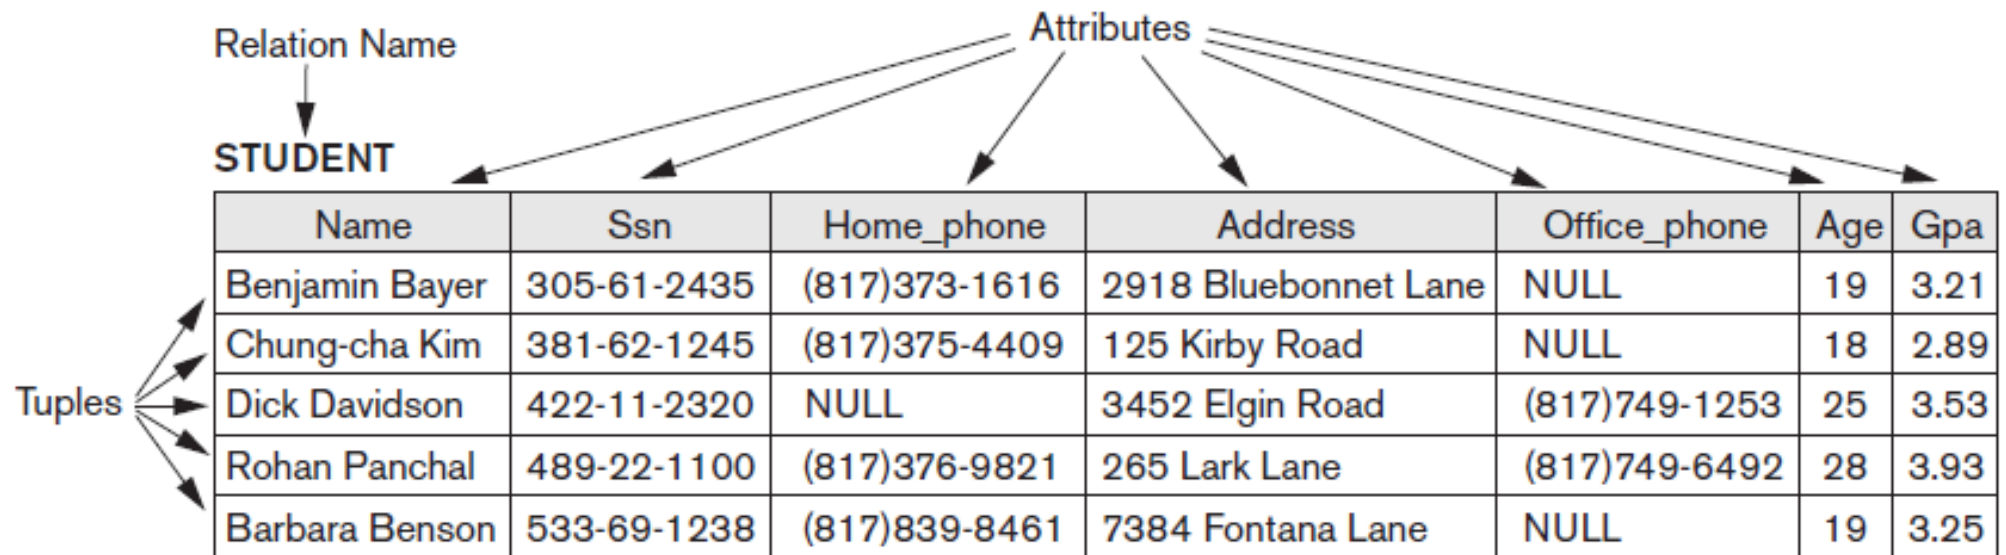 Attributes
Relation Name
STUDENT
Name Ssn Home_phone Address Office_phone Age Gpa
Benjamin Bayer 305-61-2435 (817)373-1616 2918 Bluebonnet Lane NULL 19 3.21
Chung-cha Kim 381-62-1245 (817)375-4409 125 Kirby Road NULL 18 2.89
Tuples Dick Davidson 422-11-2320 NULL 3452 Elgin Road (817)749-1253 25 3.53
Rohan Panchal 489-22-1100 (817)376-9821 265 Lark Lane (817)749-6492 28 3.93
Barbara Benson 533-69-1238 (817)839-8461 7384 Fontana Lane NULL 19 3.25